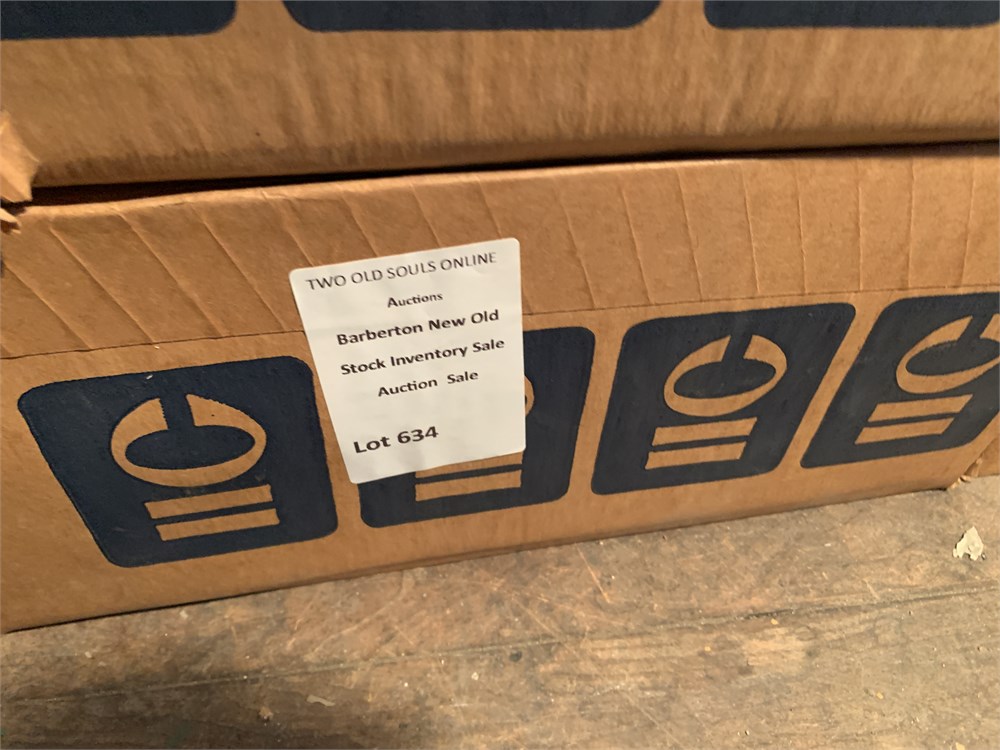 TWO OLD SOULS ONLINE
Auctions
Barberton New Old
Stock Inventory Sale
Auction Sale
Lot 634